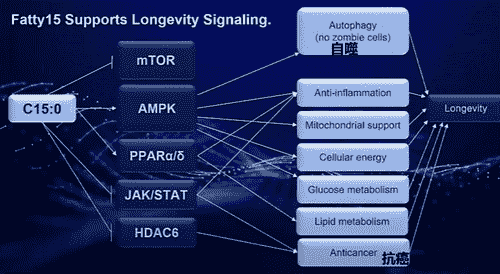 Fatty15 Supports Longevity Signaling.
C15:0
mTOR
AMPK
PPARα/δ
JAK/STAT
HDAC6
Autophagy
(no zombie cells)
自噬
Anti-inflammation
Mitochondrial support
Cellular energy
Glucose metabolism
Lipid metabolism
Anticancer 抗癌
Longevity